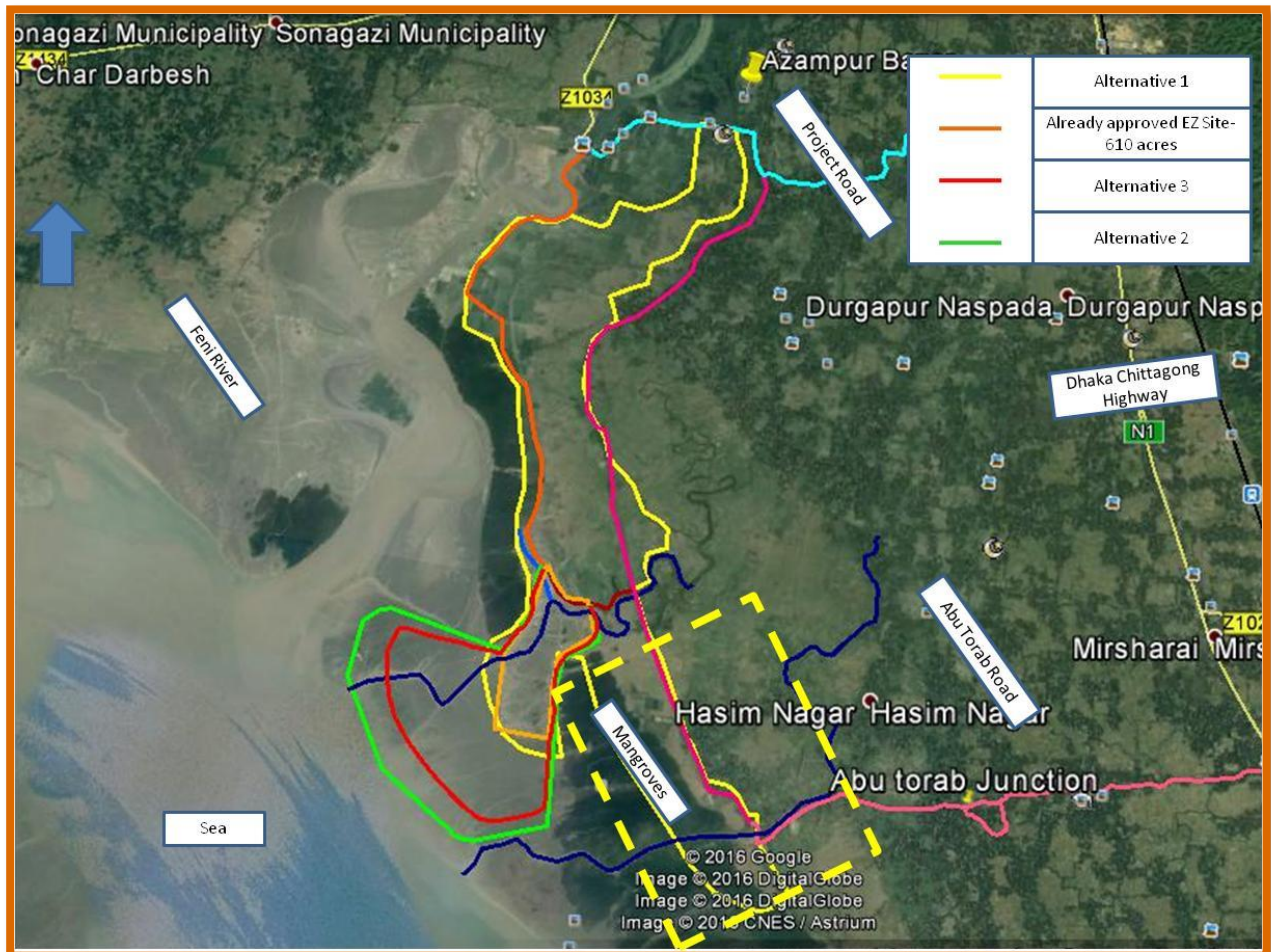 onagazi Municipality Sonagazi Municipality
Z1434
Char Darbesh
Azampur Ba
Z1034
Project Road
Alternative 1
Already approved EZ Site-
610 acres
Alternative 3
Alternative 2
Feni River
Durgapur Naspada Durgapur Nasp
Dhaka Chittagong
Highway
N1
Abu Torab Road
Z102
Mirsharai Mirs
Hasim Nagar Hasim Nagar
Mangroves
Abu torab Junction
Sea
© 2016 Google
Image © 2016 DigitalGlobe
Image © 2016 DigitalGlobe
Image © 2016 CNES / Astrium